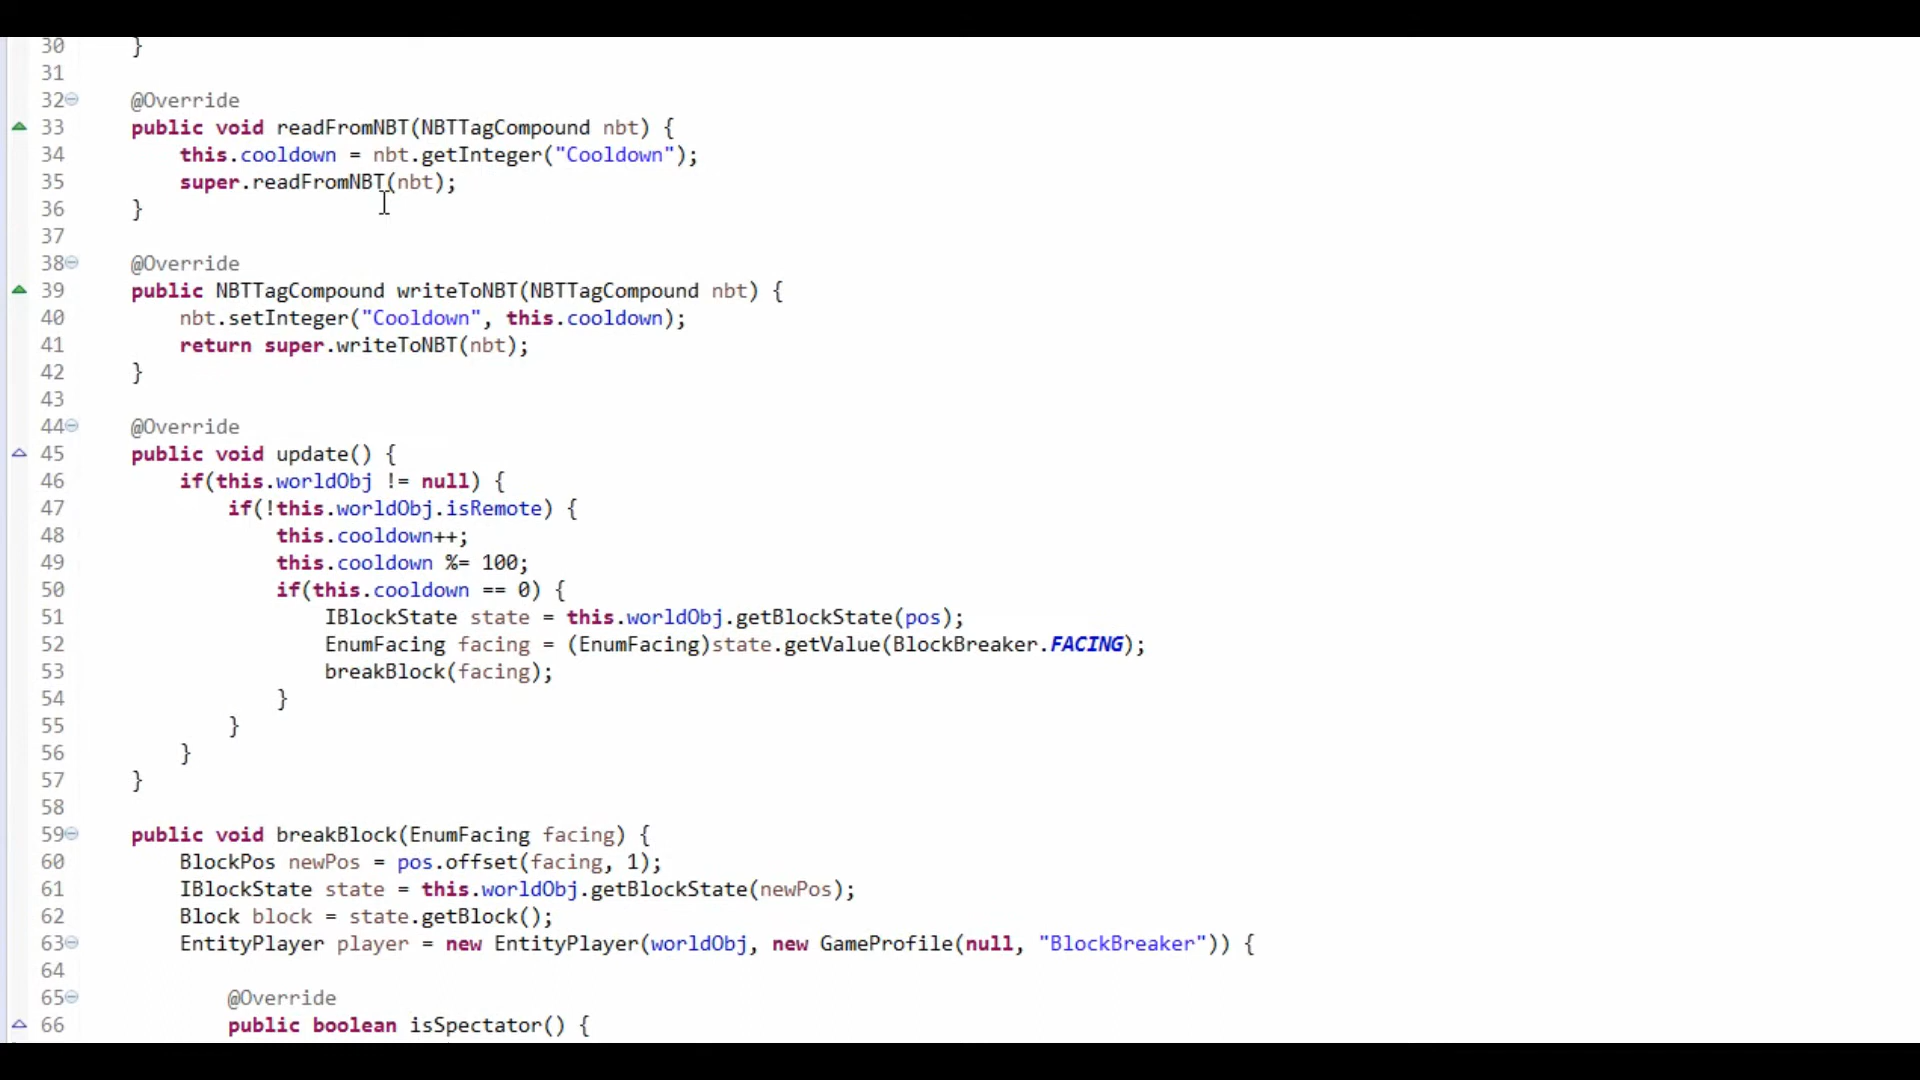 30 }
31
32 @Override
33 public void readFromNBT(NBTTagCompound nbt) {
34 this.cooldown = nbt.getInteger("Cooldown");
35 super.readFromNBT(nbt);
36 }
37
38 @Override
39 public NBTTagCompound writeToNBT(NBTTagCompound nbt) {
40 nbt.setInteger("Cooldown", this.cooldown);
41 return super.writeToNBT(nbt);
42 }
43
44 @Override
45 public void update() {
46 if(this.worldObj != null) {
47 if(!this.worldObj.isRemote) {
48 this.cooldown++;
49 this.cooldown %= 100;
50 if(this.cooldown == 0) {
51 IBlockState state = this.worldObj.getBlockState(pos);
52 EnumFacing facing = (EnumFacing)state.getValue(BlockBreaker.FACING);
53 breakBlock(facing);
54 }
55 }
56 }
57 }
58
59 public void breakBlock(EnumFacing facing) {
60 BlockPos newPos = pos.offset(facing, 1);
61 IBlockState state = this.worldObj.getBlockState(newPos);
62 Block block = state.getBlock();
63 EntityPlayer player = new EntityPlayer(worldObj, new GameProfile(null, "BlockBreaker")) {
64
65 @Override
66 public boolean isSpectator() {